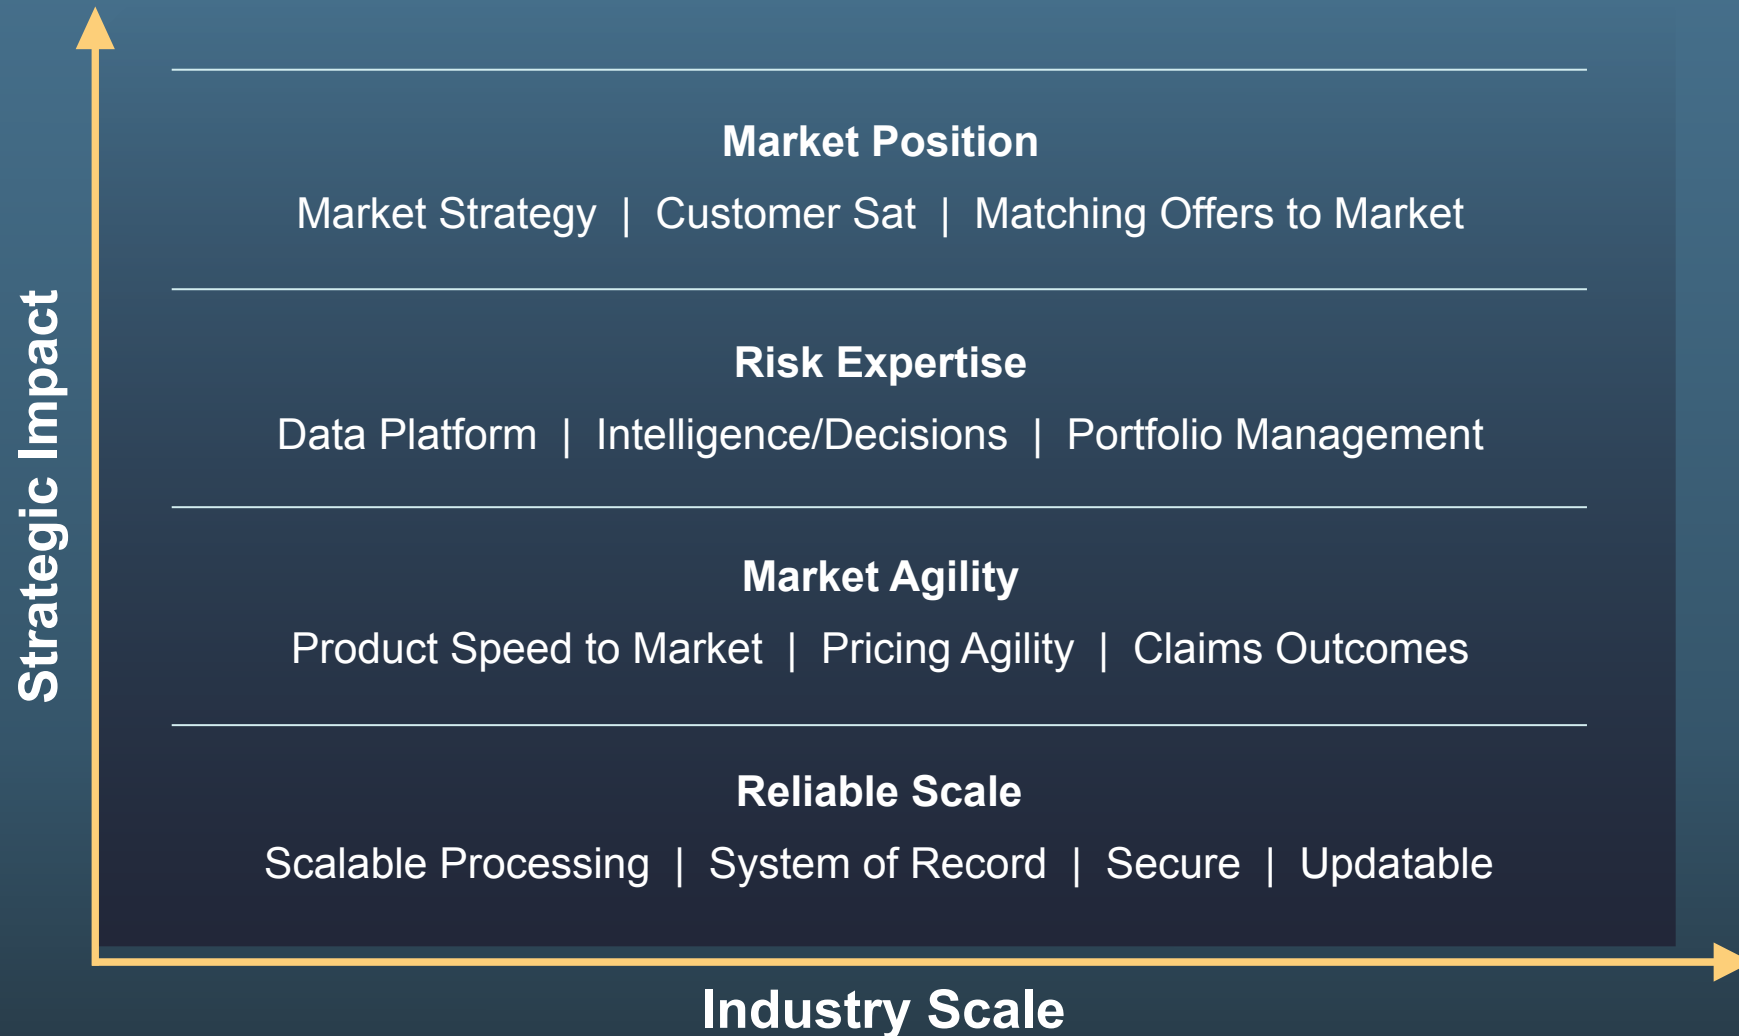 Market Position
Market Strategy | Customer Sat | Matching Offers to Market
Risk Expertise
Data Platform | Intelligence/Decisions | Portfolio Management
Market Agility
Product Speed to Market | Pricing Agility | Claims Outcomes
Reliable Scale
Scalable Processing | System of Record | Secure | Updatable
Strategic Impact
Industry Scale